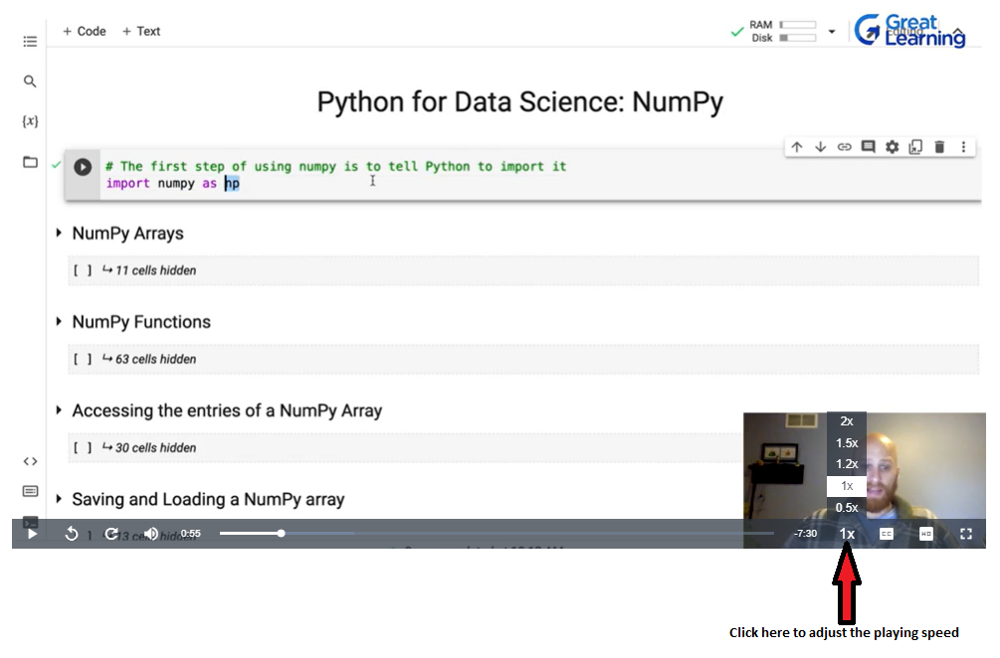 + Code + Text
RAM
Disk
Great
Learning
Python for Data Science: NumPy
{x}
# The first step of using numpy is to tell Python to import it
import numpy as np
NumPy Arrays
[ ] ↳ 11 cells hidden
NumPy Functions
[ ] ↳ 63 cells hidden
Accessing the entries of a NumPy Array
[ ] ↳ 30 cells hidden
2x
1.5x
1.2x
1x
0.5x
Saving and Loading a NumPy array
13 cells hidden
0:55
-7:30
1x
CC
HD
Click here to adjust the playing speed